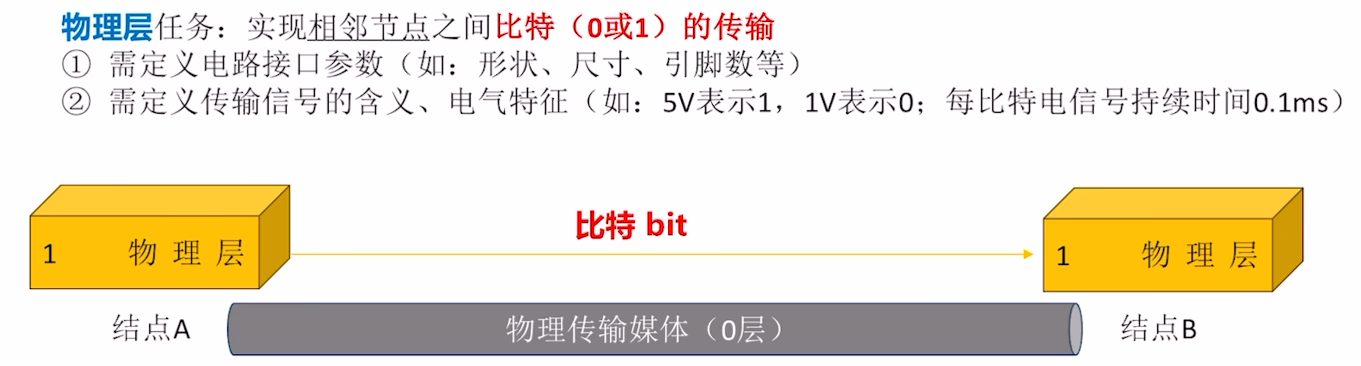 物理层任务：实现相邻节点之间比特（0或1）的传输
① 需定义电路接口参数（如：形状、尺寸、引脚数等）
② 需定义传输信号的含义、电气特征（如：5V表示1，1V表示0；每比特电信号持续时间0.1ms）
比特 bit
1 物 理 层
1 物 理 层
结点A
物理传输媒体（0层）
结点B